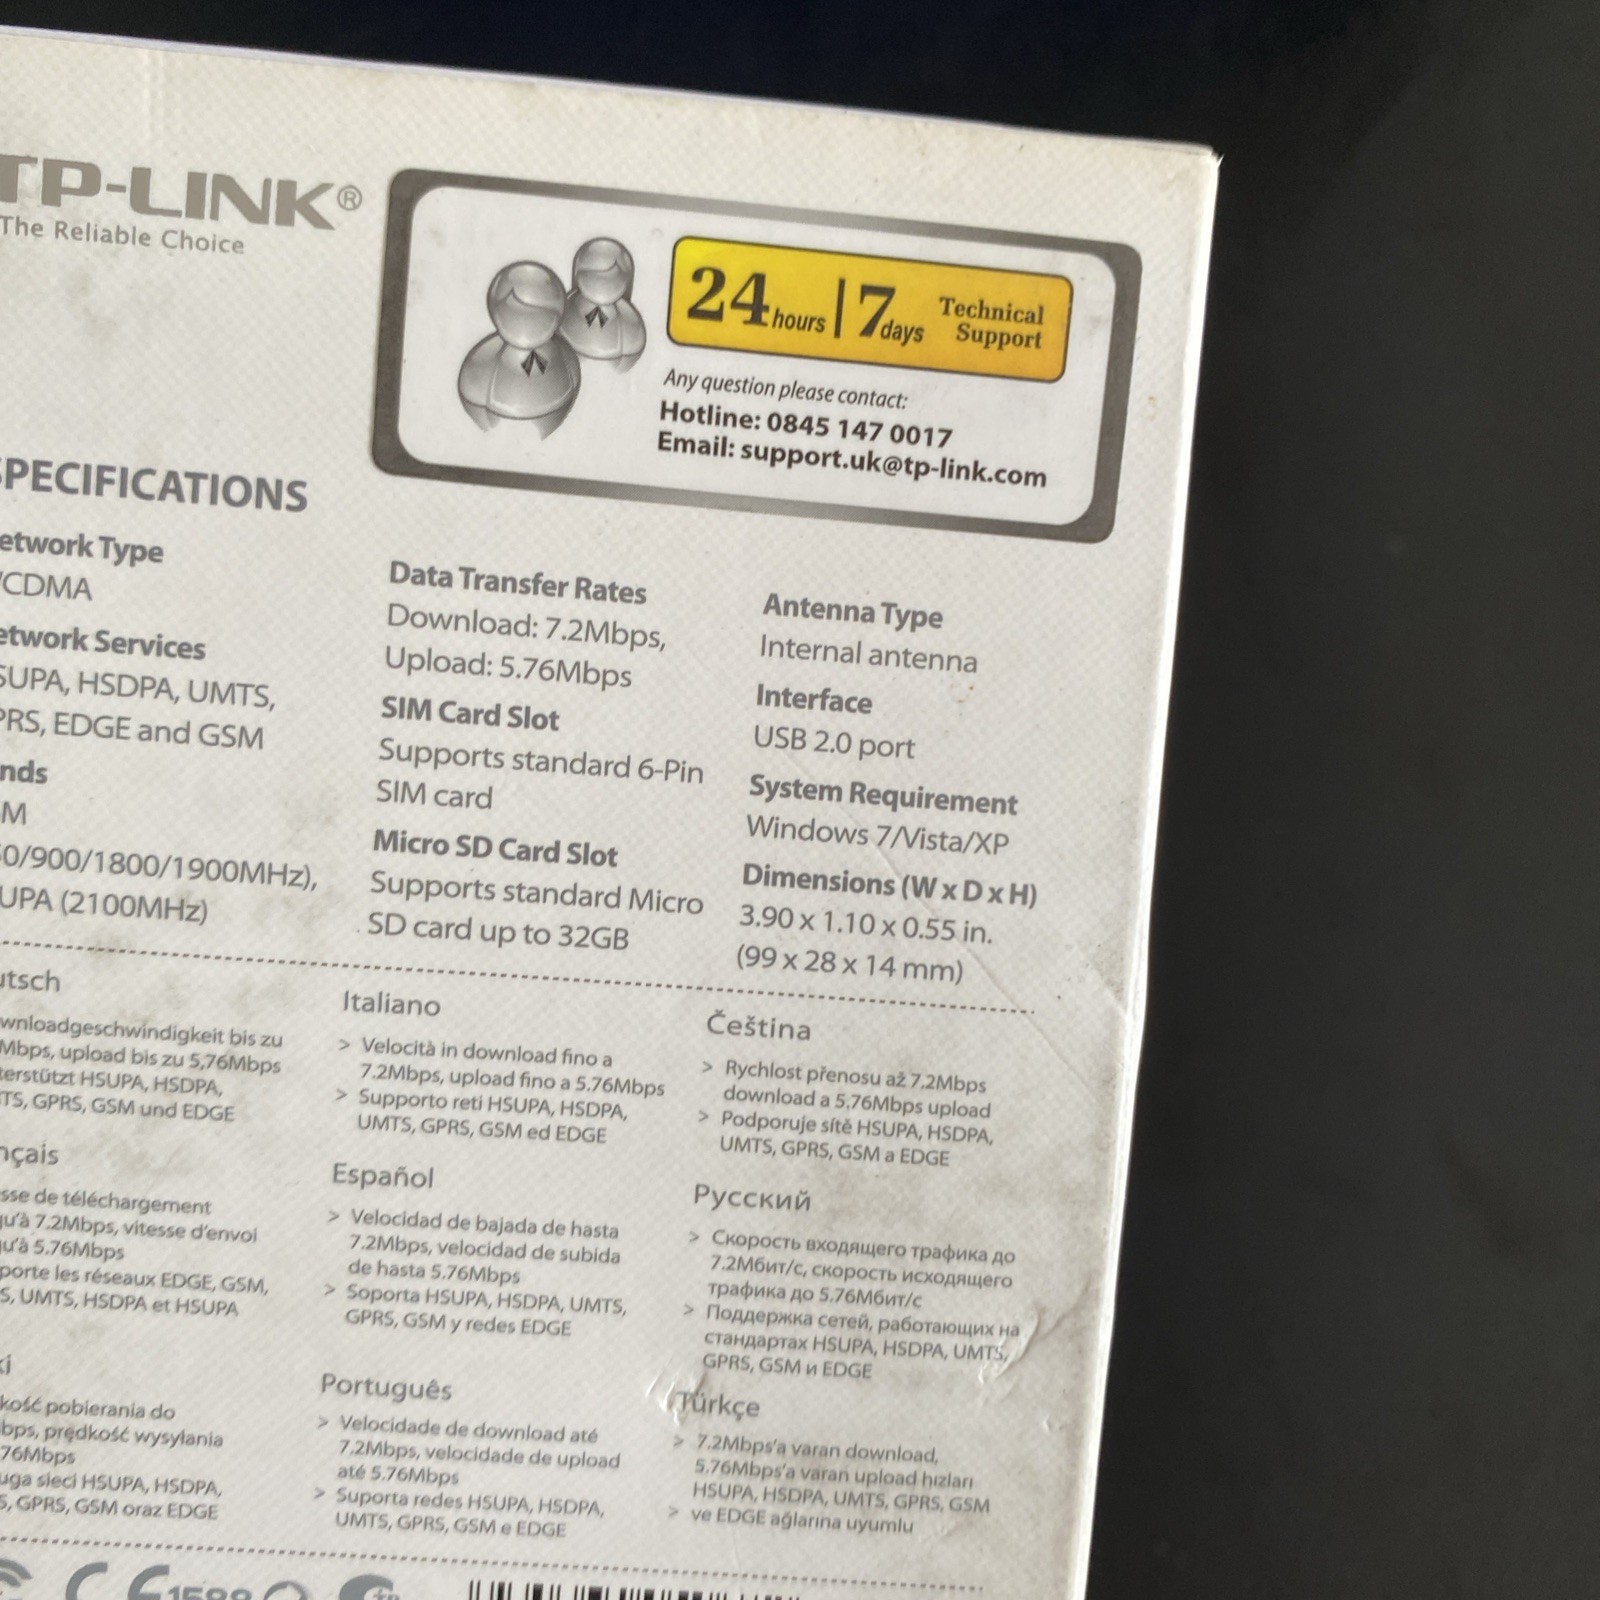 TP-LINK®
The Reliable Choice
24 hours | 7 days Technical Support
Any question please contact:
Hotline: 0845 147 0017
Email: support.uk@tp-link.com
SPECIFICATIONS
etwork Type
CDMA
etwork Services
SUPA, HSDPA, UMTS,
PRS, EDGE and GSM
nds
M
0/900/1800/1900MHz),
UPA (2100MHz)
Data Transfer Rates
Download: 7.2Mbps,
Upload: 5.76Mbps
SIM Card Slot
Supports standard 6-Pin
SIM card
Micro SD Card Slot
Supports standard Micro
SD card up to 32GB
Antenna Type
Internal antenna
Interface
USB 2.0 port
System Requirement
Windows 7/Vista/XP
Dimensions (W x D x H)
3.90 x 1.10 x 0.55 in.
(99 x 28 x 14 mm)
utsch
wnloadgeschwindigkeit bis zu
Mbps, upload bis zu 5,76Mbps
terstützt HSUPA, HSDPA,
TS, GPRS, GSM und EDGE
nçais
sse de téléchargement
qu'à 7.2Mbps, vitesse d'envoi
qu'à 5.76Mbps
porte les réseaux EDGE, GSM,
S, UMTS, HSDPA et HSUPA
ki
kość pobierania do
bps, prędkość wysyłania
76Mbps
uga sieci HSUPA, HSDPA,
S, GPRS, GSM oraz EDGE
Italiano
> Velocità in download fino a
7.2Mbps, upload fino a 5.76Mbps
> Supporto reti HSUPA, HSDPA,
UMTS, GPRS, GSM ed EDGE
Español
> Velocidad de bajada de hasta
7.2Mbps, velocidad de subida
de hasta 5.76Mbps
> Soporta HSUPA, HSDPA, UMTS,
GPRS, GSM y redes EDGE
Português
> Velocidade de download até
7.2Mbps, velocidade de upload
até 5.76Mbps
> Suporta redes HSUPA, HSDPA,
UMTS, GPRS, GSM e EDGE
Čeština
> Rychlost přenosu až 7.2Mbps
download a 5.76Mbps upload
> Podporuje sítě HSUPA, HSDPA,
UMTS, GPRS, GSM a EDGE
Русский
> Скорость входящего трафика до
7.2Мбит/с, скорость исходящего
трафика до 5.76Мбит/с
> Поддержка сетей, работающих на
стандартах HSUPA, HSDPA, UMTS,
GPRS, GSM и EDGE
Türkçe
> 7.2Mbps'a varan download,
5.76Mbps'a varan upload hızları
HSUPA, HSDPA, UMTS, GPRS, GSM
> ve EDGE ağlarına uyumlu
CE 1588